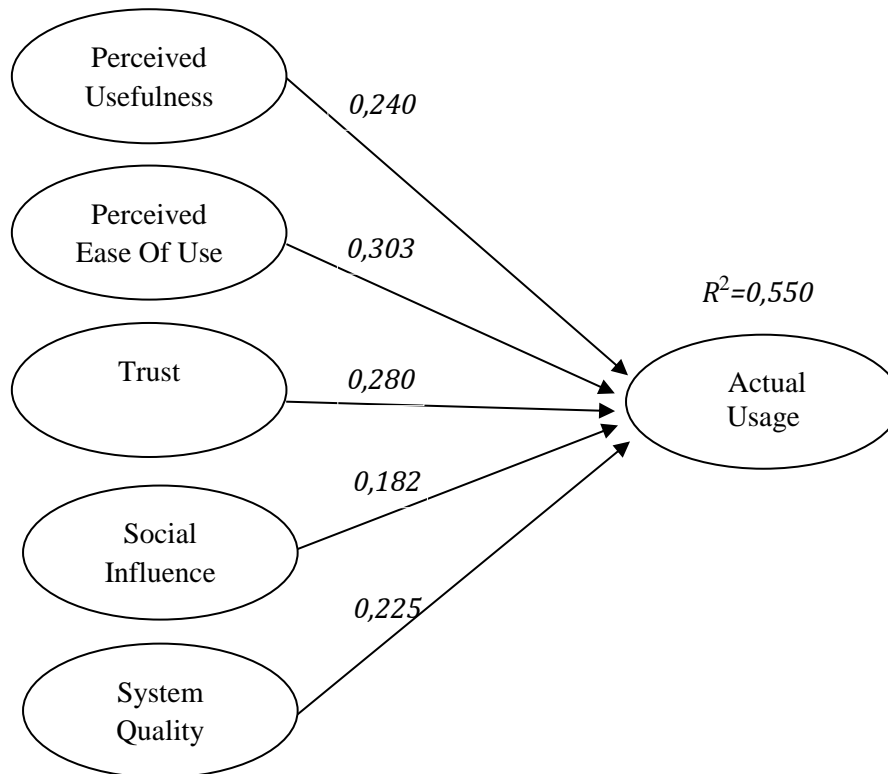 Perceived
Usefulness
0,240
Perceived
Ease Of Use
0,303
R²=0,550
Trust
0,280
Actual
Usage
0,182
Social
Influence
0,225
System
Quality